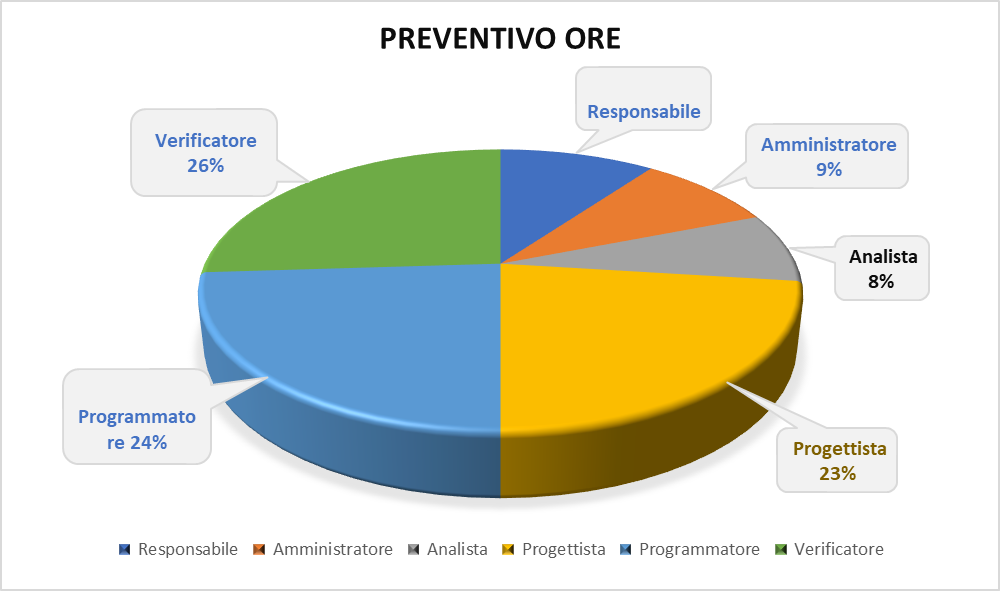 PREVENTIVO ORE
Responsabile
Verificatore
26%
Amministratore
9%
Analista
8%
Programmato
re 24%
Progettista
23%
Responsabile Amministratore Analista Progettista Programmatore Verificatore